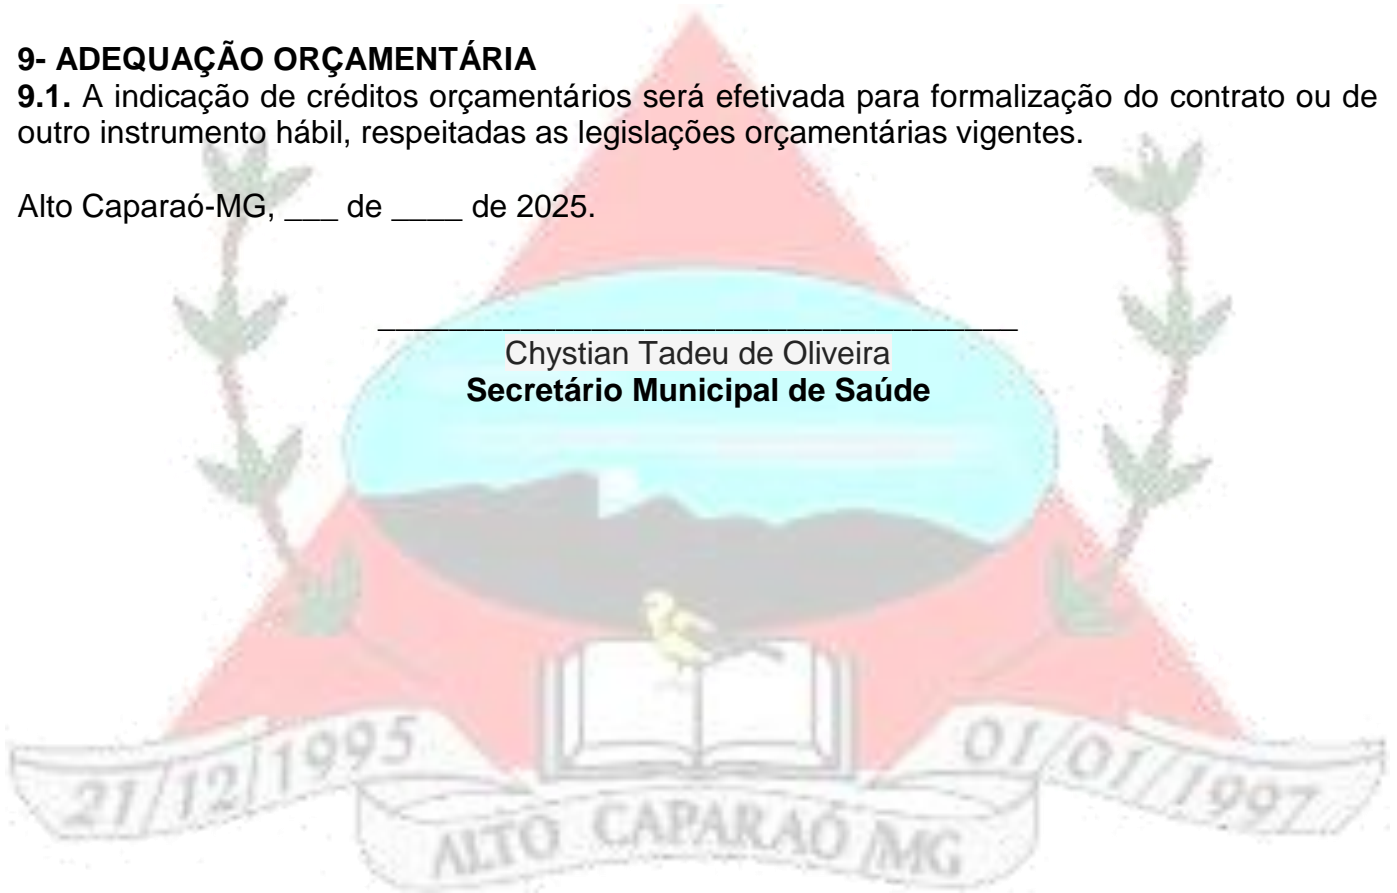 9- ADEQUAÇÃO ORÇAMENTÁRIA
9.1. A indicação de créditos orçamentários será efetivada para formalização do contrato ou de
outro instrumento hábil, respeitadas as legislações orçamentárias vigentes.
Alto Caparaó-MG, ___ de ____ de 2025.
____________________________________
Chystian Tadeu de Oliveira
Secretário Municipal de Saúde
21/12/1995
01/01/1997
ALTO CAPARAÓ MG